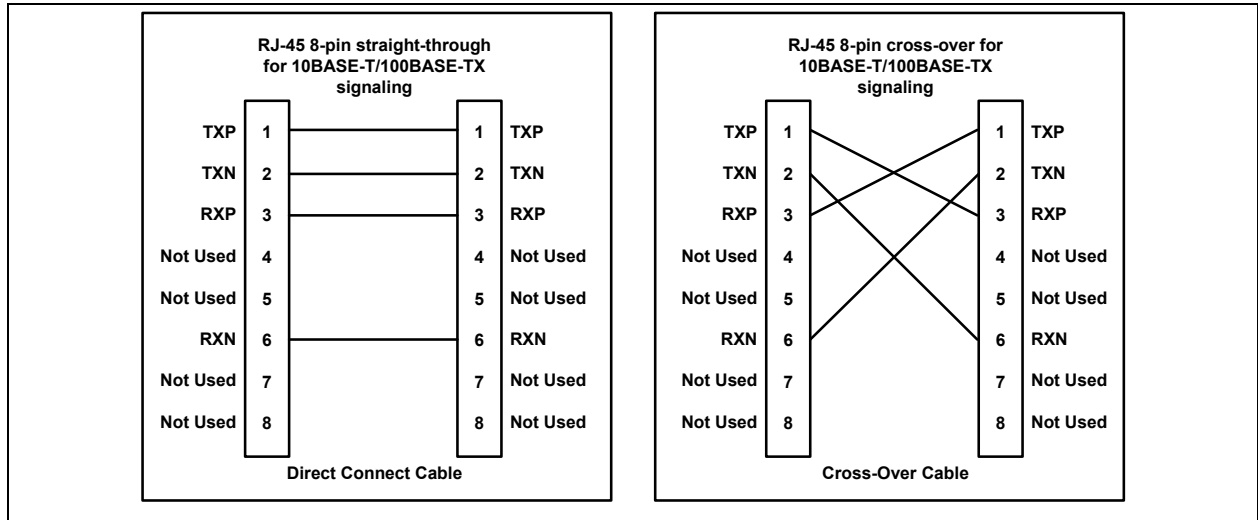 RJ-45 8-pin straight-through
for 10BASE-T/100BASE-TX
signaling
TXP 1 1 TXP
TXN 2 2 TXN
RXP 3 3 RXP
Not Used 4 4 Not Used
Not Used 5 5 Not Used
RXN 6 6 RXN
Not Used 7 7 Not Used
Not Used 8 8 Not Used
Direct Connect Cable
RJ-45 8-pin cross-over for
10BASE-T/100BASE-TX
signaling
TXP 1 1 TXP
TXN 2 2 TXN
RXP 3 3 RXP
Not Used 4 4 Not Used
Not Used 5 5 Not Used
RXN 6 6 RXN
Not Used 7 7 Not Used
Not Used 8 8 Not Used
Cross-Over Cable